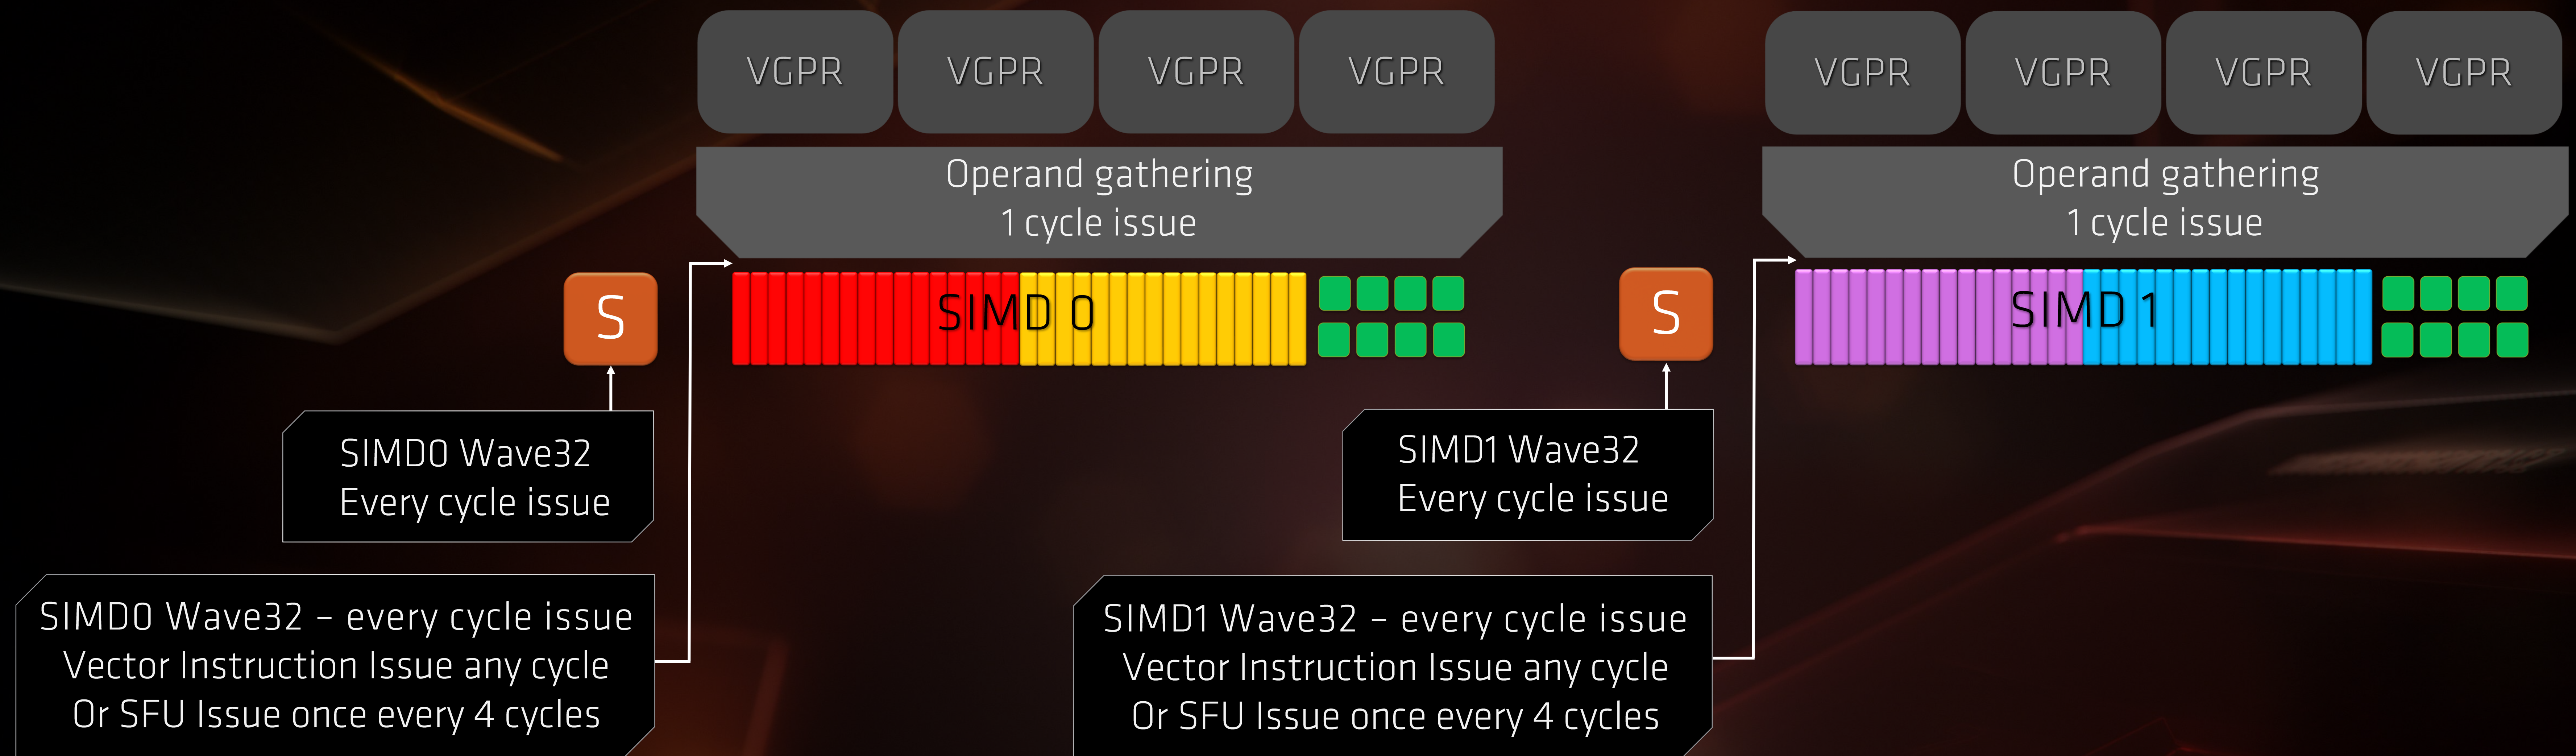 VGPR VGPR VGPR VGPR
Operand gathering
1 cycle issue
S
SIMD 0
SIMD0 Wave32
Every cycle issue
SIMD0 Wave32 – every cycle issue
Vector Instruction Issue any cycle
Or SFU Issue once every 4 cycles
VGPR VGPR VGPR VGPR
Operand gathering
1 cycle issue
S
SIMD 1
SIMD1 Wave32
Every cycle issue
SIMD1 Wave32 – every cycle issue
Vector Instruction Issue any cycle
Or SFU Issue once every 4 cycles